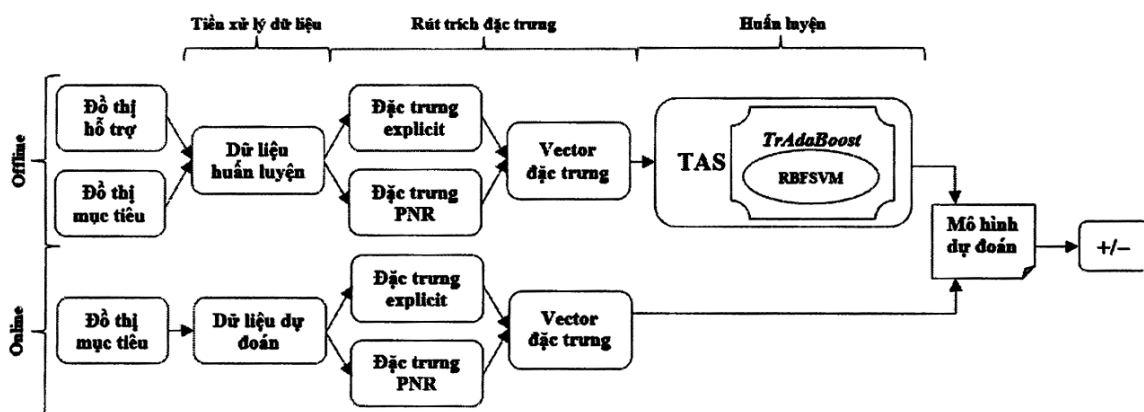 Tiền xử lý dữ liệu
Rút trích đặc trưng
Huấn luyện
Offline
Đồ thị
hỗ trợ
Đồ thị
mục tiêu
Dữ liệu
huấn luyện
Đặc trưng
explicit
Đặc trưng
PNR
Vector
đặc trưng
TAS
TrAdaBoost
RBFSVM
Mô hình
dự đoán
+/−
Online
Đồ thị
mục tiêu
Dữ liệu dự
đoán
Đặc trưng
explicit
Đặc trưng
PNR
Vector
đặc trưng